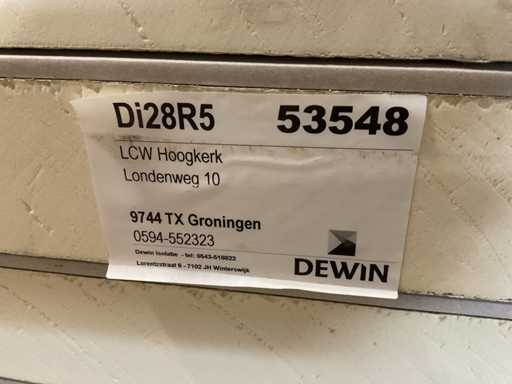 Di28R5 53548
LCW Hoogkerk
Londenweg 10
9744 TX Groningen
0594-552323
Dewin Isolatie - tel: 0543-518822
Lorentzstraat 6 - 7102 JH Winterswijk
DEWIN